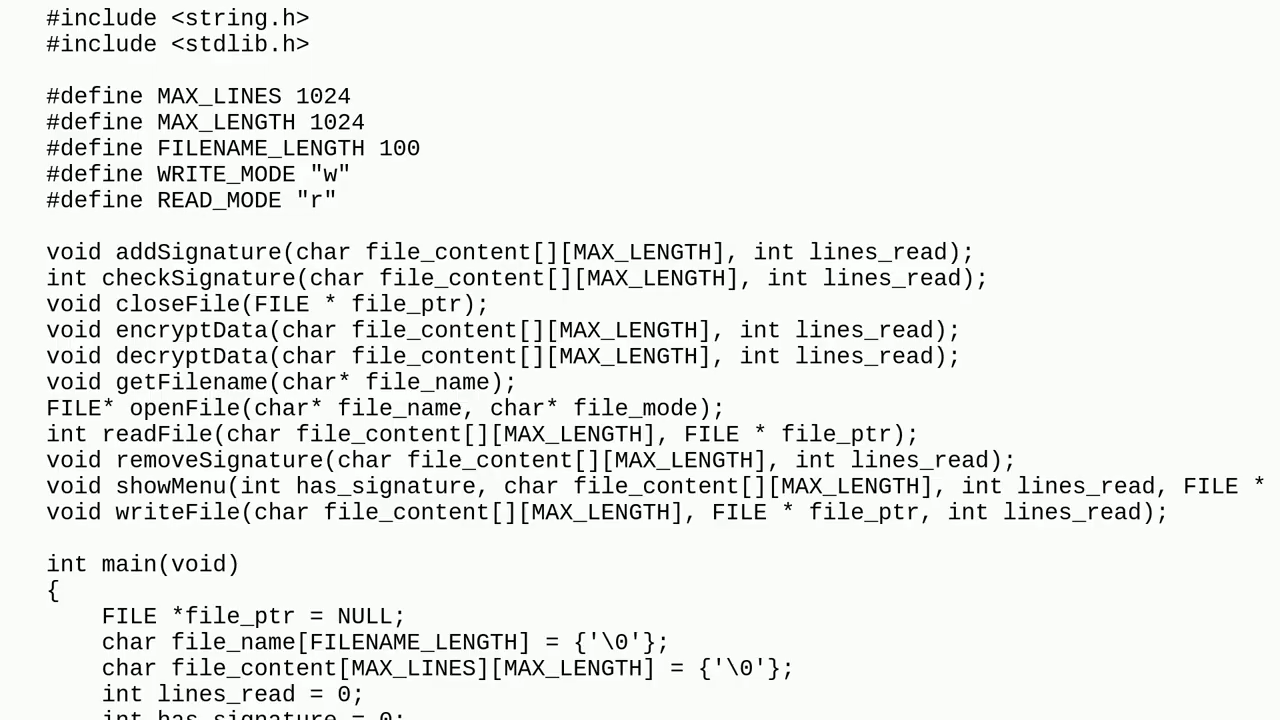 #include <string.h>
#include <stdlib.h>
#define MAX_LINES 1024
#define MAX_LENGTH 1024
#define FILENAME_LENGTH 100
#define WRITE_MODE "w"
#define READ_MODE "r"
void addSignature(char file_content[][MAX_LENGTH], int lines_read);
int checkSignature(char file_content[][MAX_LENGTH], int lines_read);
void closeFile(FILE * file_ptr);
void encryptData(char file_content[][MAX_LENGTH], int lines_read);
void decryptData(char file_content[][MAX_LENGTH], int lines_read);
void getFilename(char* file_name);
FILE* openFile(char* file_name, char* file_mode);
int readFile(char file_content[][MAX_LENGTH], FILE * file_ptr);
void removeSignature(char file_content[][MAX_LENGTH], int lines_read);
void showMenu(int has_signature, char file_content[][MAX_LENGTH], int lines_read, FILE *
void writeFile(char file_content[][MAX_LENGTH], FILE * file_ptr, int lines_read);
int main(void)
{
    FILE *file_ptr = NULL;
    char file_name[FILENAME_LENGTH] = {'\0'};
    char file_content[MAX_LINES][MAX_LENGTH] = {'\0'};
    int lines_read = 0;
    int has_signature = 0;